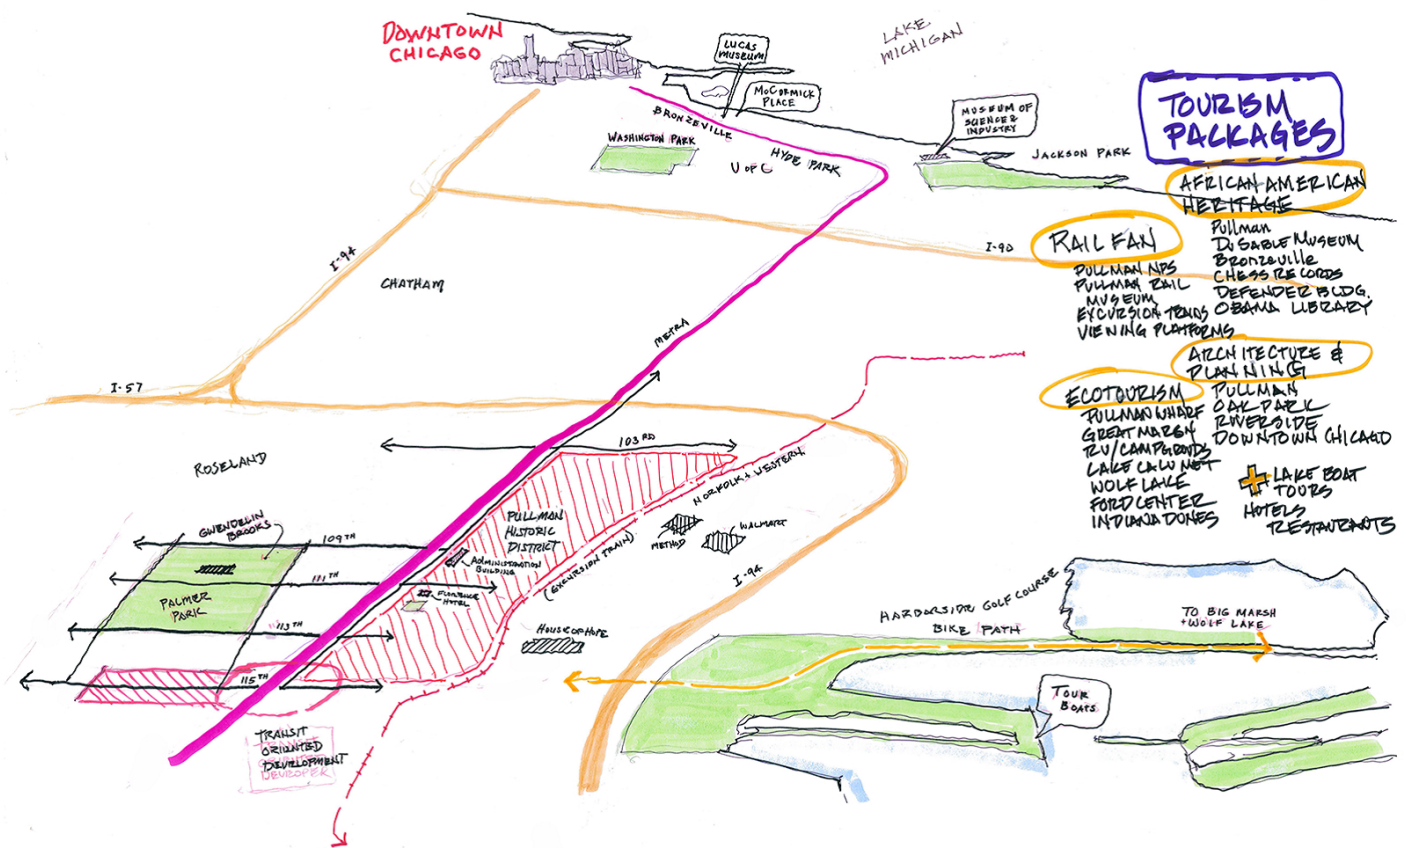 DOWNTOWN
CHICAGO
LAKE
MICHIGAN
LUCAS
MUSEUM
McCORMICK
PLACE
MUSEUM OF
SCIENCE &
INDUSTRY
BRONZEVILLE
WASHINGTON PARK
HYDE PARK
U OF C
JACKSON PARK
TOURISM
PACKAGES
AFRICAN AMERICAN
HERITAGE
Pullman
DuSABLE MUSEUM
Bronzeville
CHESS RECORDS
DEFENDER BLDG.
OBAMA LIBRARY
RAIL FAN
PULLMAN NPS
PULLMAN RAIL
MUSEUM
EXCURSION TRAINS
VIEWING PLATFORMS
I-90
I-94
CHATHAM
METRA
I-57
ARCHITECTURE &
PLANNING
PULLMAN
OAK PARK
RIVERSIDE
DOWNTOWN CHICAGO
ECOTOURISM
PULLMAN WHARF
GREAT MARSH
RV/CAMPGROUNDS
LAKE CALUMET
WOLF LAKE
FORD CENTER
INDIANA DUNES
LAKE BOAT
TOURS
HOTELS
RESTAURANTS
103 RD
ROSELAND
NORFOLK + WESTERN
(EXCURSION TRAIN)
PULLMAN
HISTORIC
DISTRICT
METHOD
WALMART
GWENDELIN
BROOKS
109TH
ADMINISTRATION
BUILDING
111TH
FLORENCE
HOTEL
PALMER
PARK
113TH
I-94
HOUSE OF HOPE
115TH
HARBORSIDE GOLF COURSE
BIKE PATH
TO BIG MARSH
+ WOLF LAKE
TOUR
BOATS
TRANSIT
ORIENTED
DEVELOPMENT